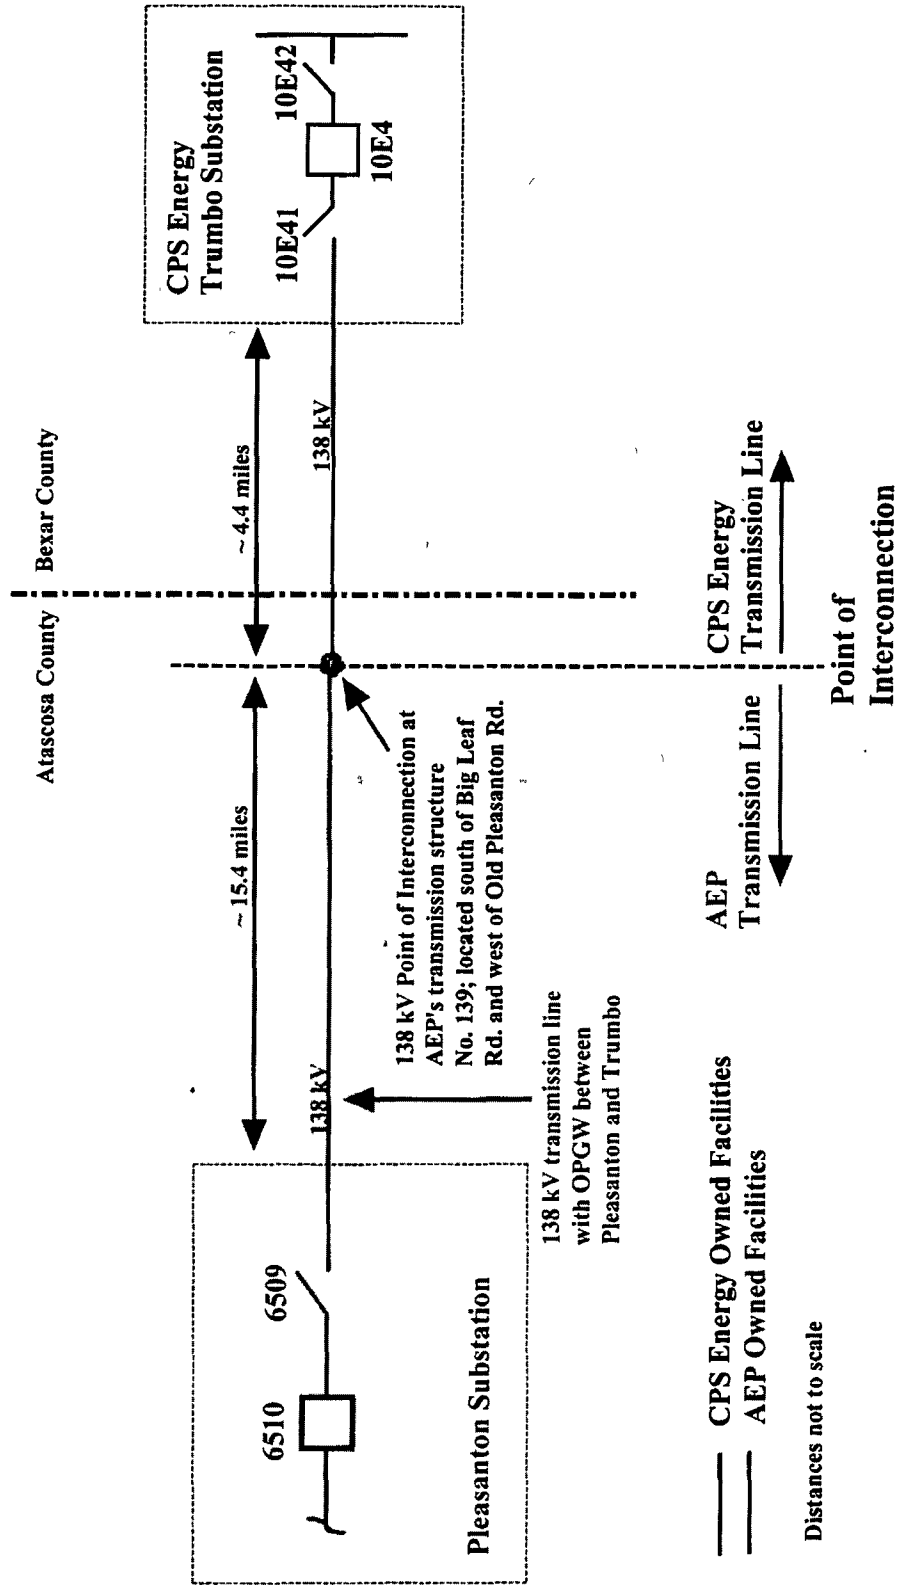 Atascosa County
Bexar County
~ 15.4 miles
~ 4.4 miles
CPS Energy
Trumbo Substation
10E41
10E42
10E4
138 kV
138 kV
6510
6509
Pleasanton Substation
138 kV Point of Interconnection at
AEP's transmission structure
No. 139; located south of Big Leaf
Rd. and west of Old Pleasanton Rd.
138 kV transmission line
with OPGW between
Pleasanton and Trumbo
CPS Energy Owned Facilities
AEP Owned Facilities
Distances not to scale
AEP
Transmission Line
CPS Energy
Transmission Line
Point of
Interconnection